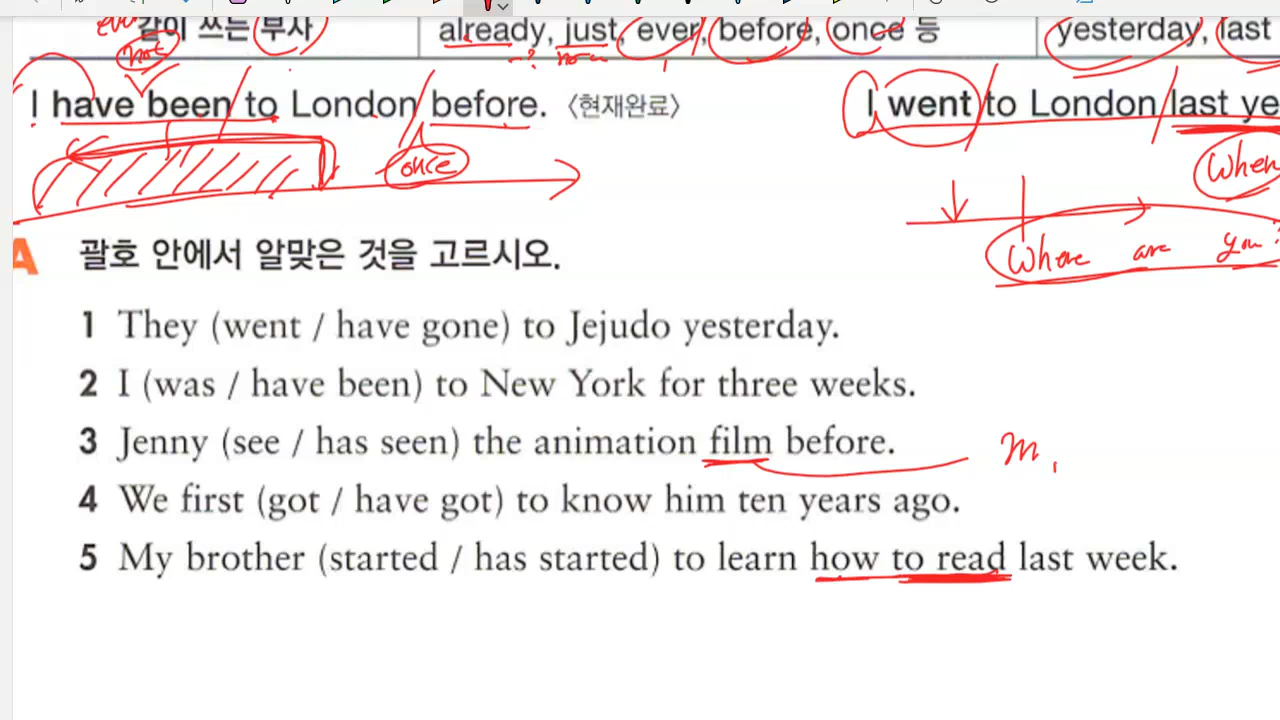 같이 쓰는 부사 already, just, ever, before, once 등 yesterday, last
not
I have been to London before. 〈현재완료〉 I went to London last ye
once When
Where are you?
A 괄호 안에서 알맞은 것을 고르시오.
1 They (went / have gone) to Jejudo yesterday.
2 I (was / have been) to New York for three weeks.
3 Jenny (see / has seen) the animation film before. m
4 We first (got / have got) to know him ten years ago.
5 My brother (started / has started) to learn how to read last week.